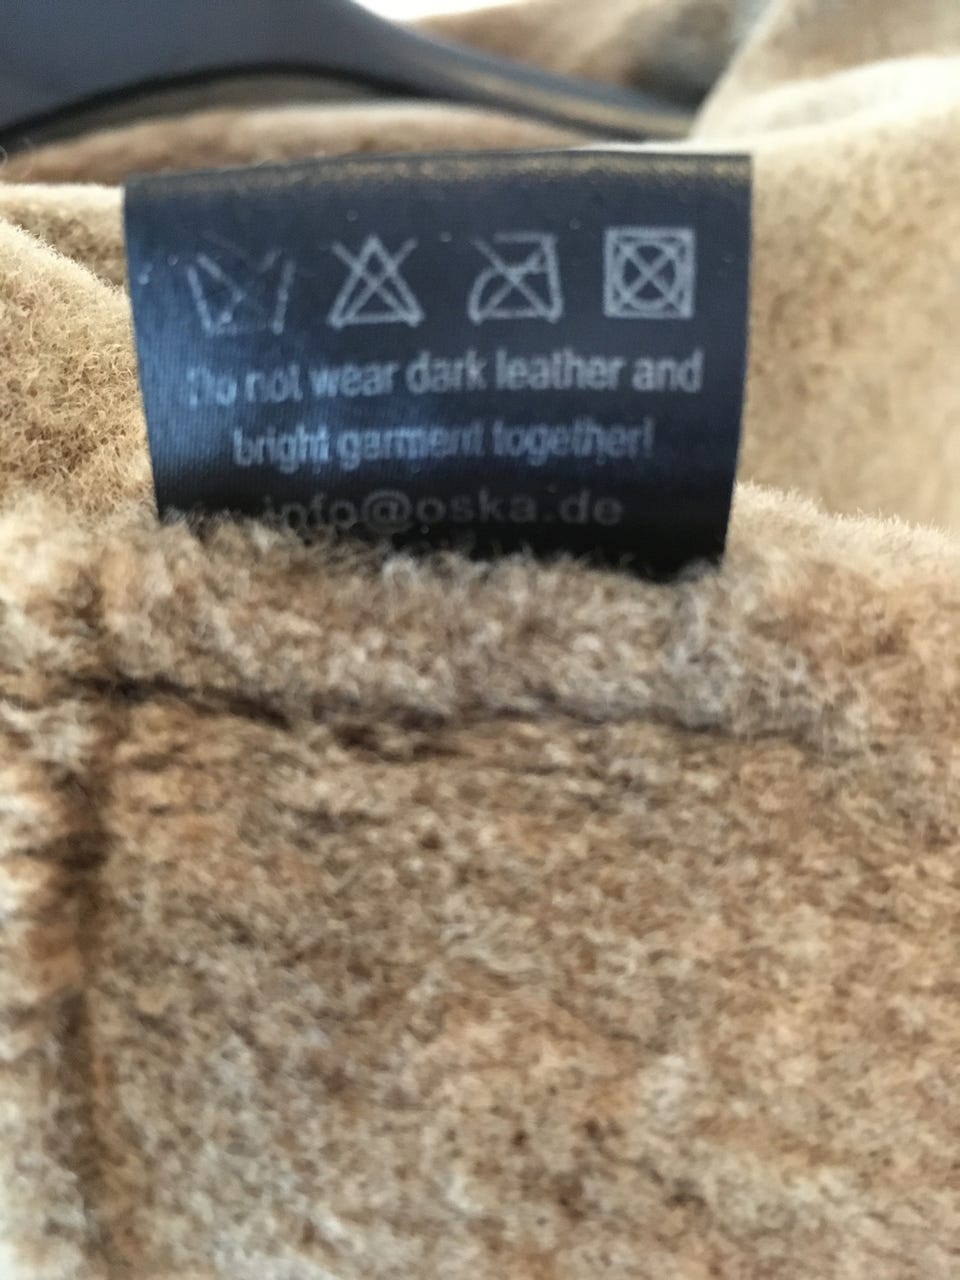 Do not wear dark leather and
bright garment together!
info@oska.de